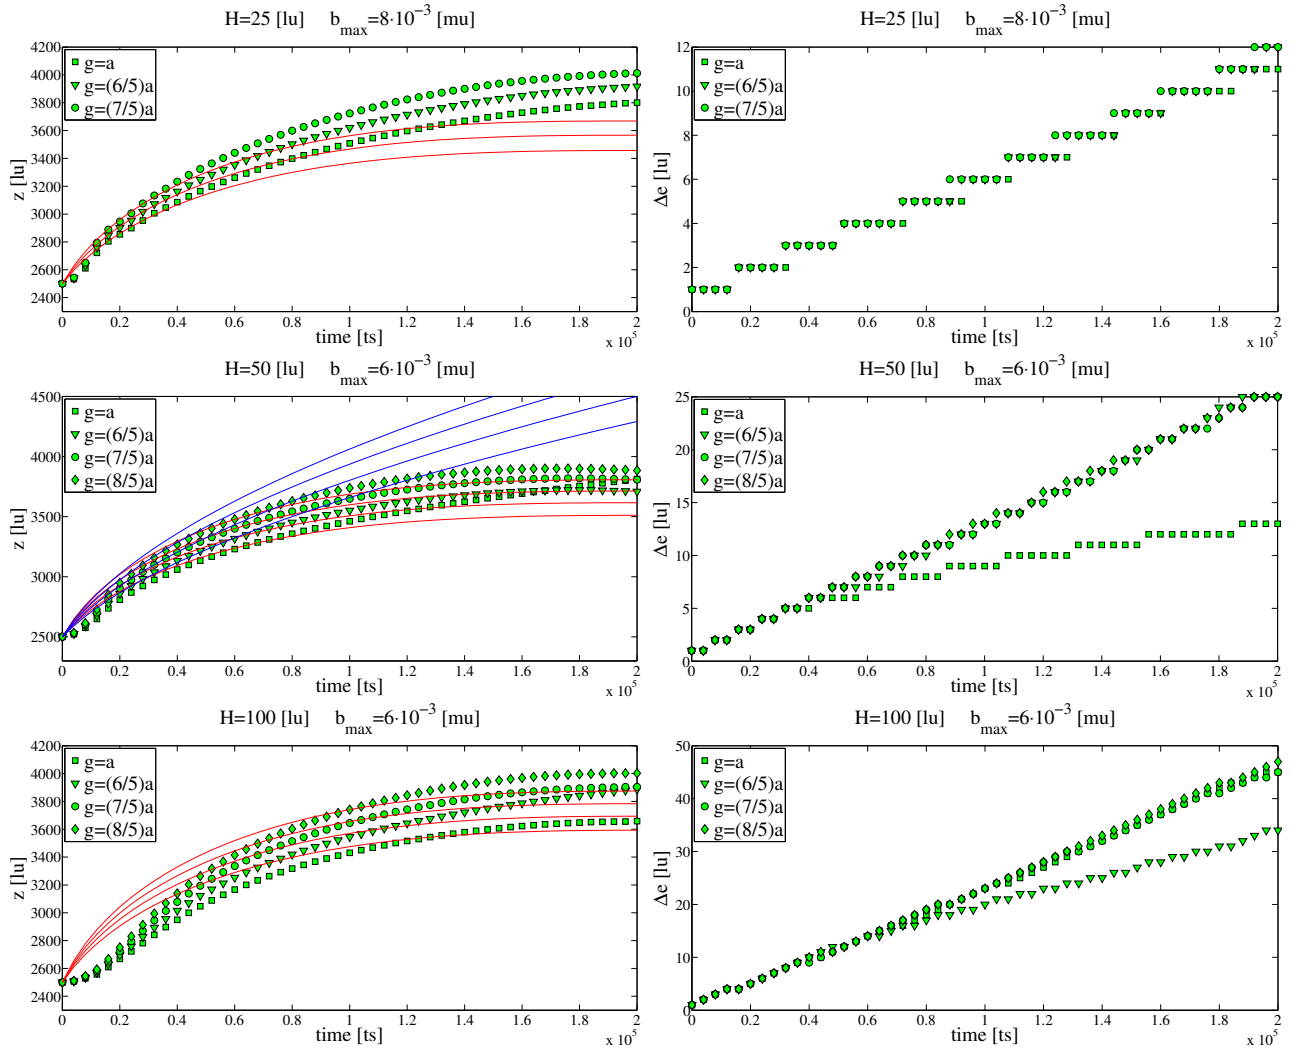 H=25 [lu] b_max=8·10^−3 [mu]
z [lu]
4200
4000
3800
3600
3400
3200
3000
2800
2600
2400
g=a
g=(6/5)a
g=(7/5)a
0 0.2 0.4 0.6 0.8 1 1.2 1.4 1.6 1.8 2
time [ts]
x 10^5
H=25 [lu] b_max=8·10^−3 [mu]
Δe [lu]
12
10
8
6
4
2
0
g=a
g=(6/5)a
g=(7/5)a
0 0.2 0.4 0.6 0.8 1 1.2 1.4 1.6 1.8 2
time [ts]
x 10^5
H=50 [lu] b_max=6·10^−3 [mu]
z [lu]
4500
4000
3500
3000
2500
g=a
g=(6/5)a
g=(7/5)a
g=(8/5)a
0 0.2 0.4 0.6 0.8 1 1.2 1.4 1.6 1.8 2
time [ts]
x 10^5
H=50 [lu] b_max=6·10^−3 [mu]
Δe [lu]
25
20
15
10
5
0
g=a
g=(6/5)a
g=(7/5)a
g=(8/5)a
0 0.2 0.4 0.6 0.8 1 1.2 1.4 1.6 1.8 2
time [ts]
x 10^5
H=100 [lu] b_max=6·10^−3 [mu]
z [lu]
4200
4000
3800
3600
3400
3200
3000
2800
2600
2400
g=a
g=(6/5)a
g=(7/5)a
g=(8/5)a
0 0.2 0.4 0.6 0.8 1 1.2 1.4 1.6 1.8 2
time [ts]
x 10^5
H=100 [lu] b_max=6·10^−3 [mu]
Δe [lu]
50
40
30
20
10
0
g=a
g=(6/5)a
g=(7/5)a
g=(8/5)a
0 0.2 0.4 0.6 0.8 1 1.2 1.4 1.6 1.8 2
time [ts]
x 10^5